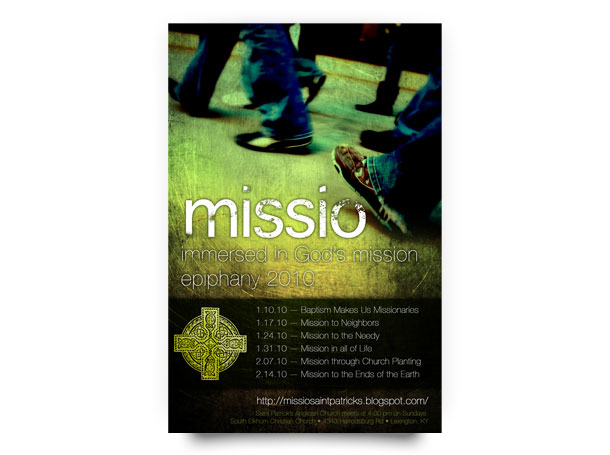 missio
immersed in God's mission
epiphany 2010
1.10.10 — Baptism Makes Us Missionaries
1.17.10 — Mission to Neighbors
1.24.10 — Mission to the Needy
1.31.10 — Mission in all of Life
2.07.10 — Mission through Church Planting
2.14.10 — Mission to the Ends of the Earth
http://missiosaintpatricks.blogspot.com/
Saint Patrick's Anglican Church meets at 4:00 pm on Sundays
South Elkhorn Christian Church • 4343 Harrodsburg Rd • Lexington, KY